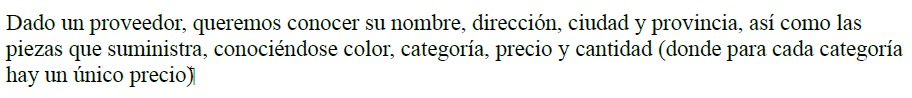 Dado un proveedor, queremos conocer su nombre, dirección, ciudad y provincia, así como las
piezas que suministra, conociéndose color, categoría, precio y cantidad (donde para cada categoría
hay un único precio)